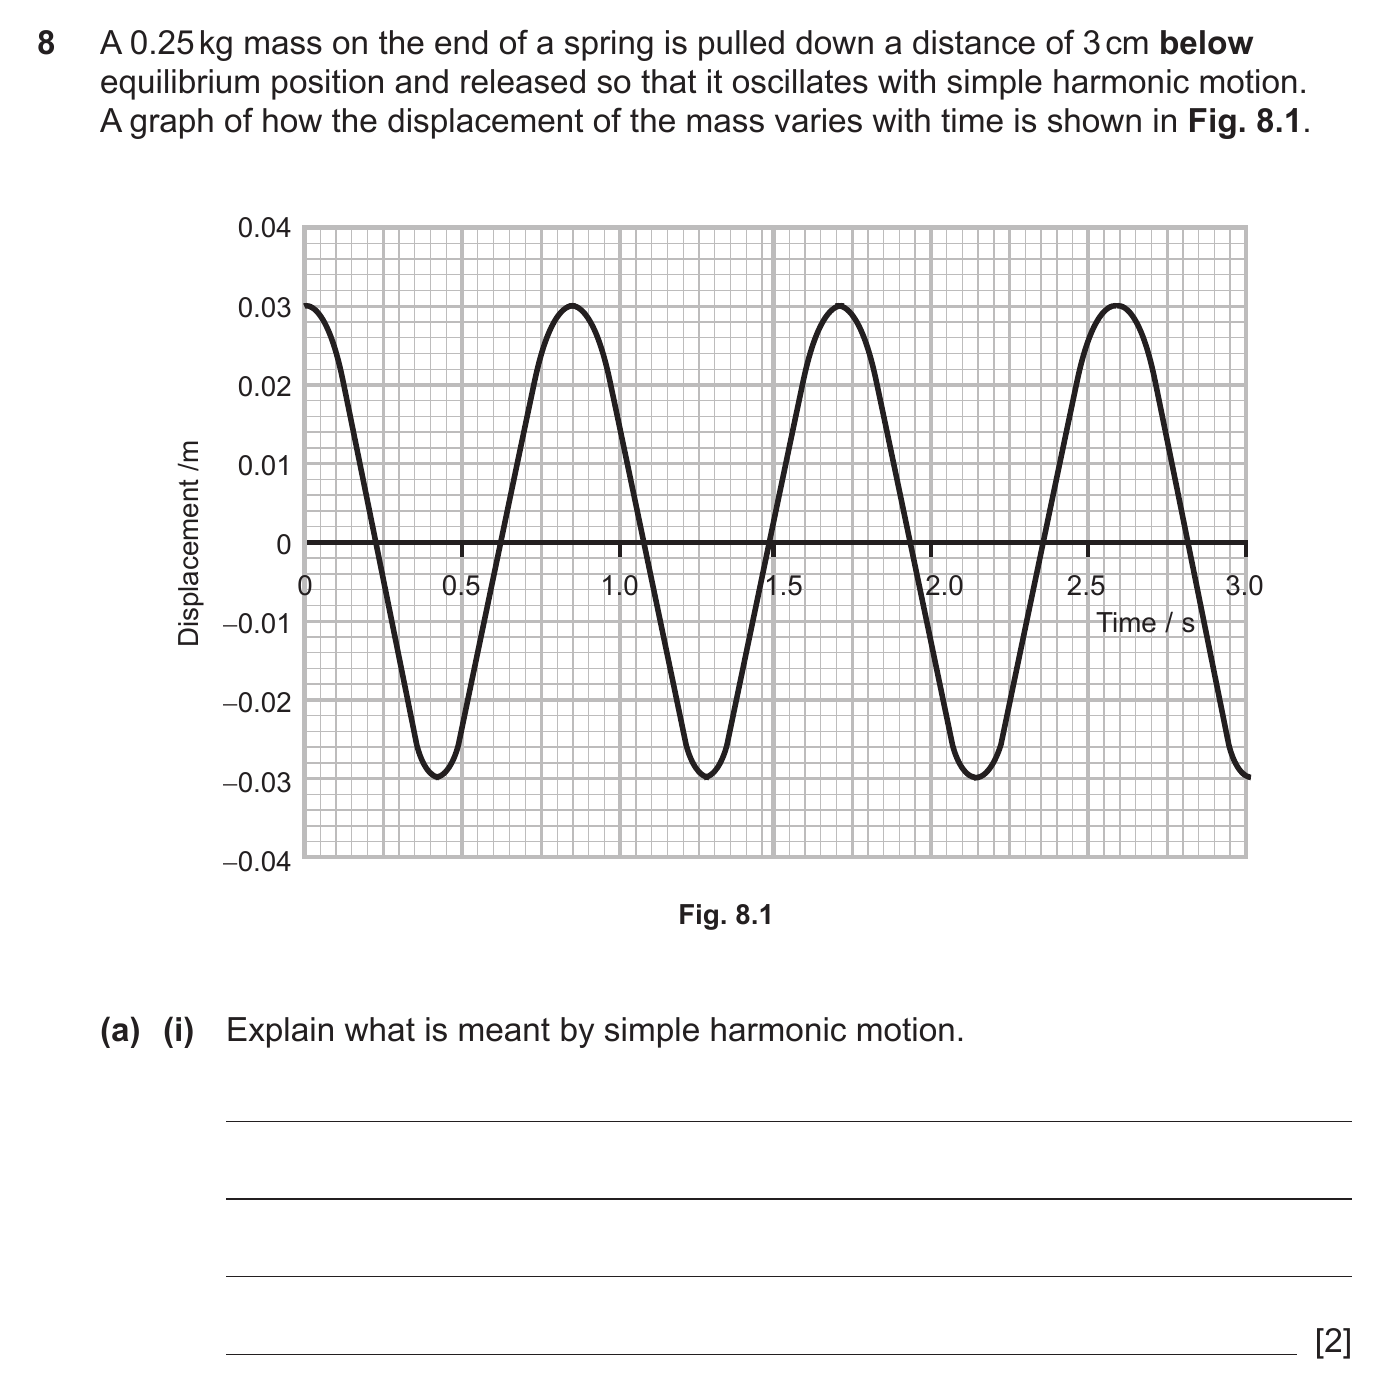 8 A 0.25 kg mass on the end of a spring is pulled down a distance of 3 cm below
equilibrium position and released so that it oscillates with simple harmonic motion.
A graph of how the displacement of the mass varies with time is shown in Fig. 8.1.
0.04
0.03
0.02
0.01
0
–0.01
–0.02
–0.03
–0.04
Displacement /m
0 0.5 1.0 1.5 2.0 2.5 3.0
Time / s
Fig. 8.1
(a) (i) Explain what is meant by simple harmonic motion.
[2]